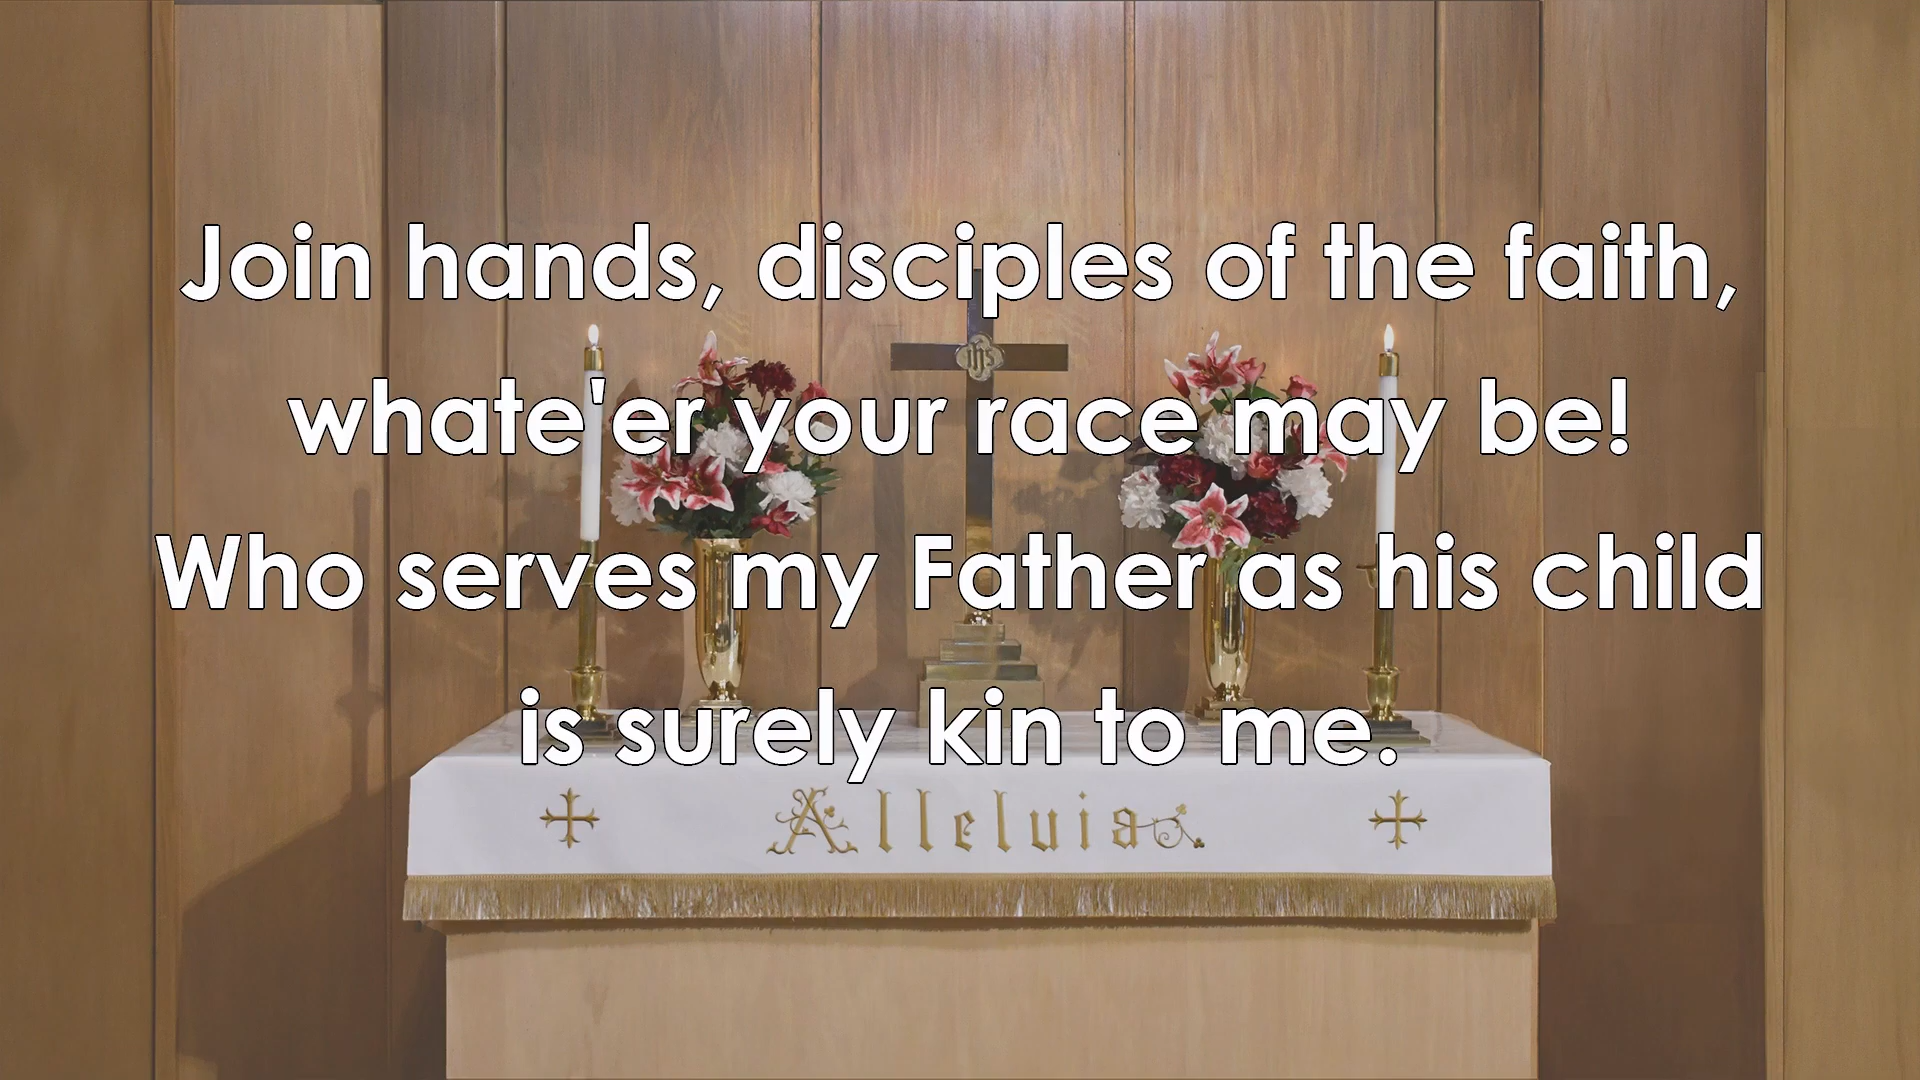 Join hands, disciples of the faith,
whate'er your race may be!
Who serves my Father as his child
is surely kin to me.
ihs
Alleluia